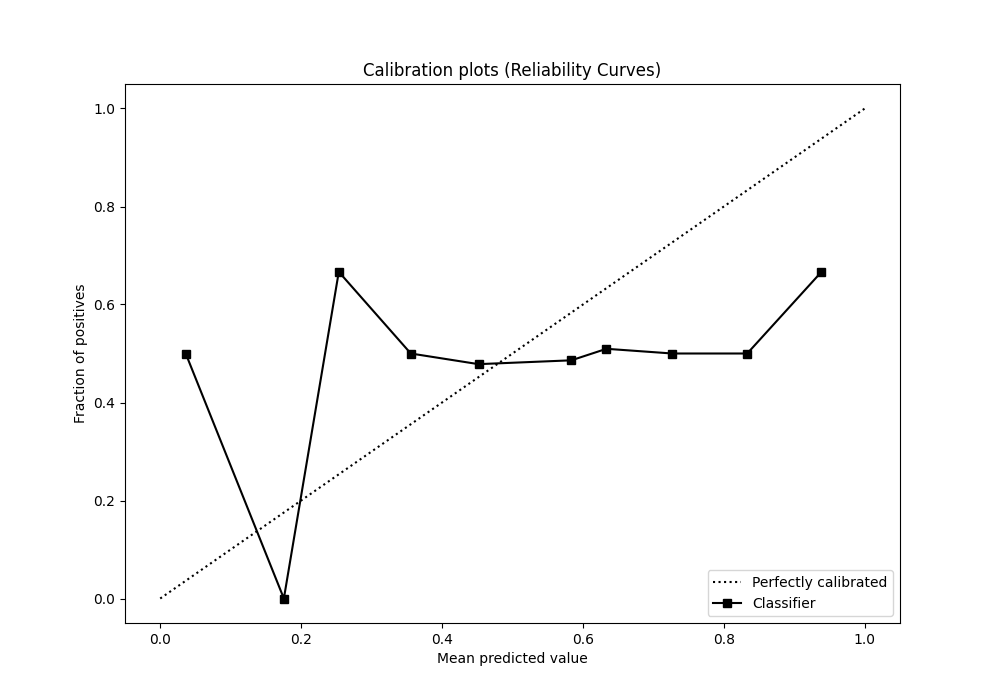 Calibration plots (Reliability Curves)
Fraction of positives
1.0
0.8
0.6
0.4
0.2
0.0
0.0 0.2 0.4 0.6 0.8 1.0
Mean predicted value
Perfectly calibrated
Classifier